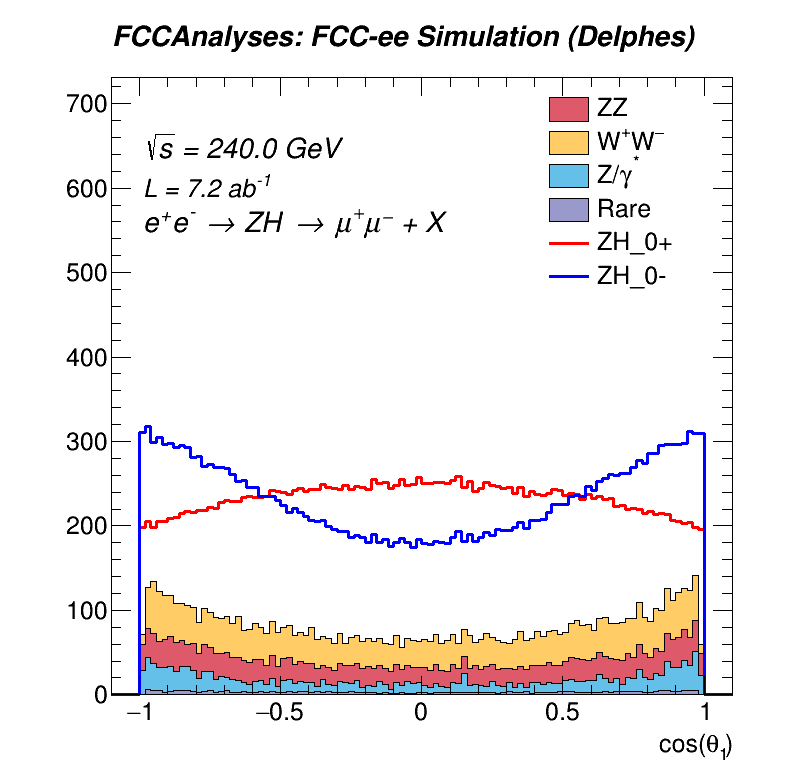 FCCAnalyses: FCC-ee Simulation (Delphes)
700
600
500
400
300
200
100
0
√s = 240.0 GeV
L = 7.2 ab⁻¹
e⁺e⁻ → ZH → μ⁺μ⁻ + X
ZZ
W⁺W⁻
Z/γ*
Rare
ZH_0+
ZH_0-
−1
−0.5
0
0.5
1
cos(θ₁)